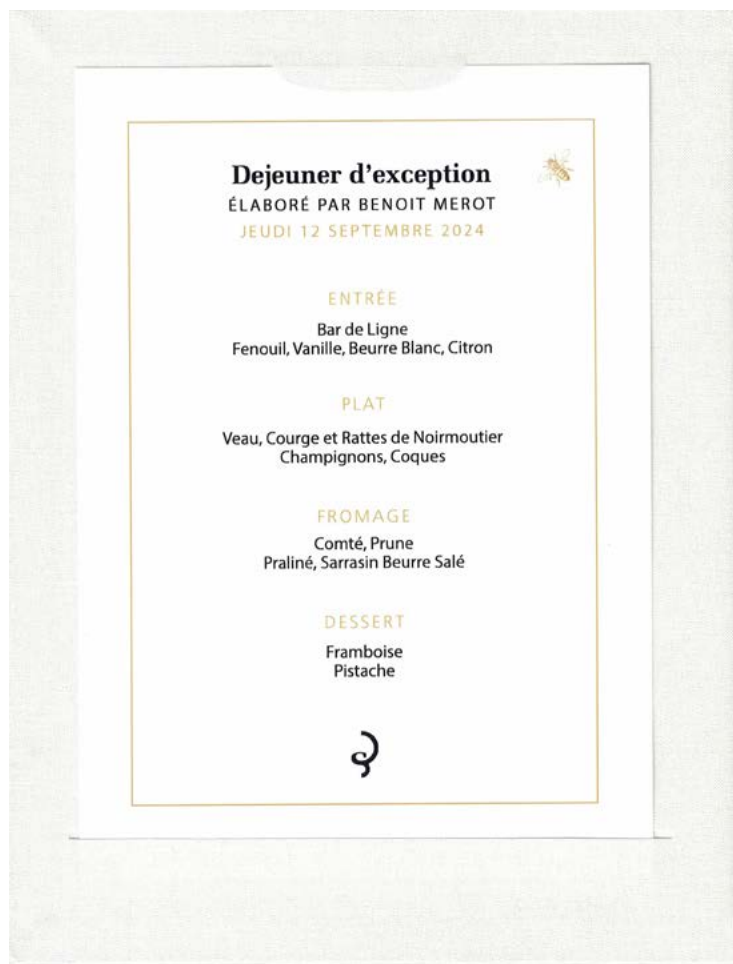 Dejeuner d'exception
ÉLABORÉ PAR BENOIT MEROT
JEUDI 12 SEPTEMBRE 2024
ENTRÉE
Bar de Ligne
Fenouil, Vanille, Beurre Blanc, Citron
PLAT
Veau, Courge et Rattes de Noirmoutier
Champignons, Coques
FROMAGE
Comté, Prune
Praliné, Sarrasin Beurre Salé
DESSERT
Framboise
Pistache